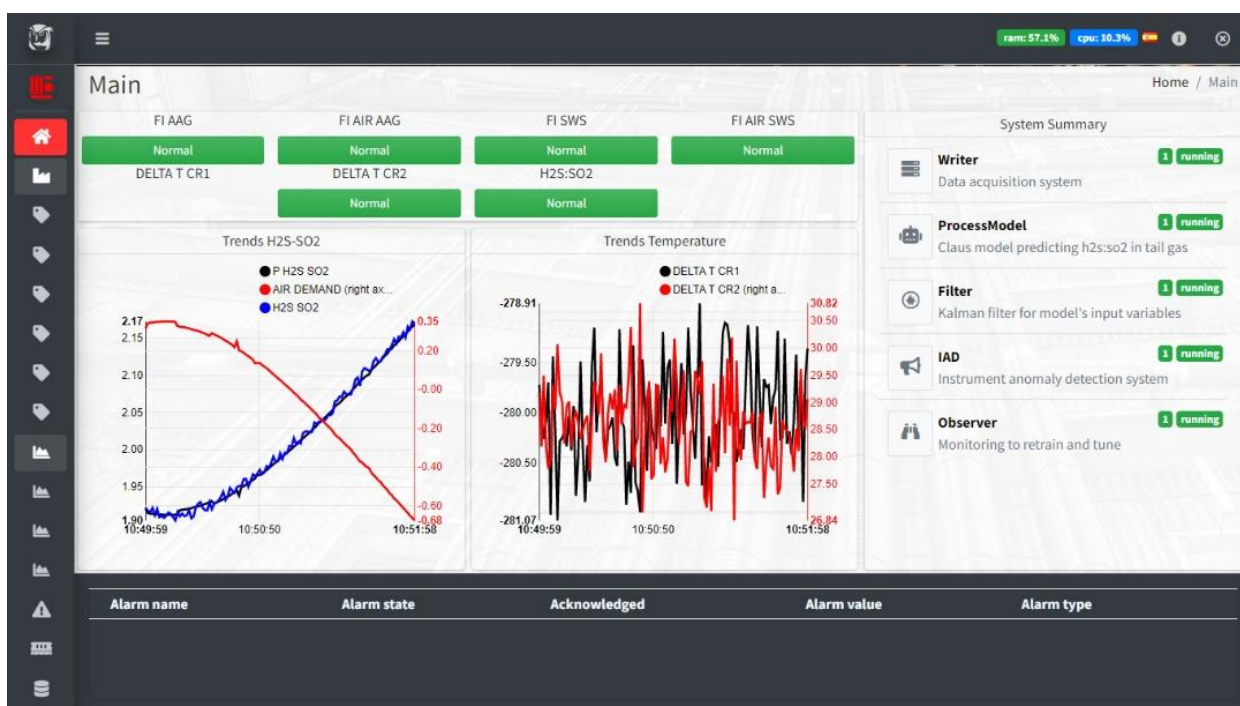 ram: 57.1% cpu: 10.3%
Main
Home / Main
FI AAG FI AIR AAG FI SWS FI AIR SWS
Normal Normal Normal Normal
DELTA T CR1 DELTA T CR2 H2S:SO2
Normal Normal
Trends H2S-SO2
P H2S SO2
AIR DEMAND (right ax...
H2S SO2
2.17
2.15
2.10
2.05
2.00
1.95
1.90
0.35
0.20
-0.00
-0.20
-0.40
-0.60
-0.68
10:49:59 10:50:50 10:51:58
Trends Temperature
DELTA T CR1
DELTA T CR2 (right a...
-278.91
-279.50
-280.00
-280.50
-281.07
30.82
30.50
30.00
29.50
29.00
28.50
28.00
27.50
26.84
10:49:59 10:50:50 10:51:58
System Summary
Writer 1 running
Data acquisition system
ProcessModel 1 running
Claus model predicting h2s:so2 in tail gas
Filter 1 running
Kalman filter for model's input variables
IAD 1 running
Instrument anomaly detection system
Observer 1 running
Monitoring to retrain and tune
Alarm name Alarm state Acknowledged Alarm value Alarm type